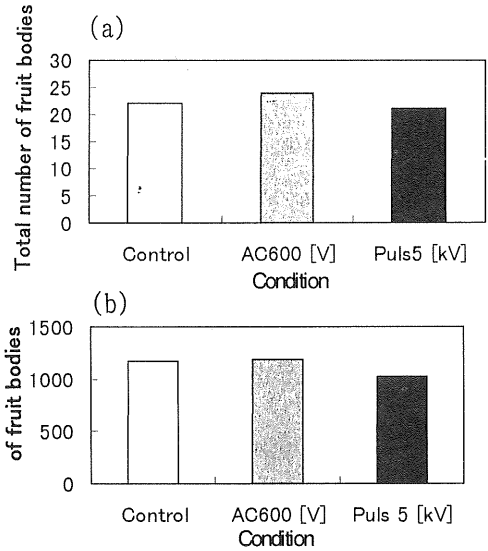 (a)
Total number of fruit bodies
30
25
20
15
10
5
0
Control AC600 [V] Puls5 [kV]
Condition
(b)
of fruit bodies
1500
1000
500
0
Control AC600 [V] Puls 5 [kV]
Condition